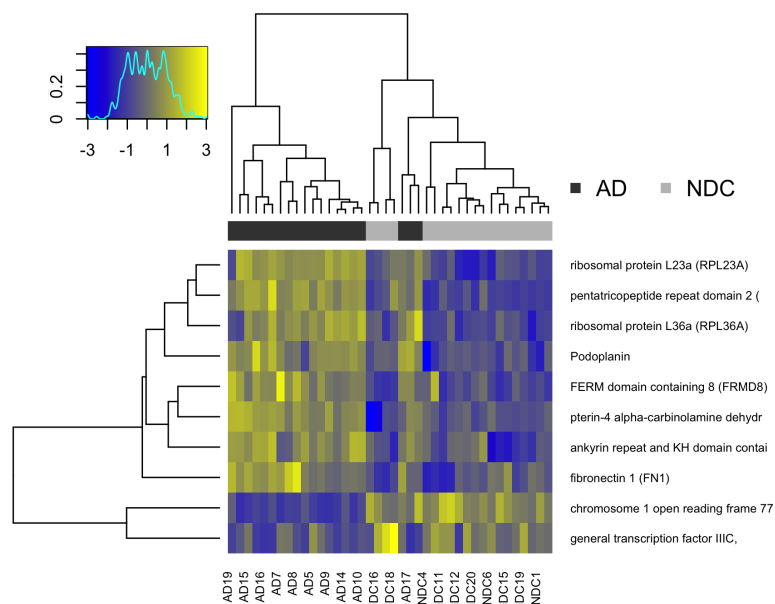 0.2
0
-3
-1
1
3
AD
NDC
ribosomal protein L23a (RPL23A)
pentatricopeptide repeat domain 2 (
ribosomal protein L36a (RPL36A)
Podoplanin
FERM domain containing 8 (FRMD8)
pterin-4 alpha-carbinolamine dehydr
ankyrin repeat and KH domain contai
fibronectin 1 (FN1)
chromosome 1 open reading frame 77
general transcription factor IIIC,
AD19
AD15
AD16
AD7
AD8
AD5
AD9
AD14
AD10
DC16
DC18
AD17
NDC4
DC11
DC12
DC20
NDC6
DC15
DC19
NDC1